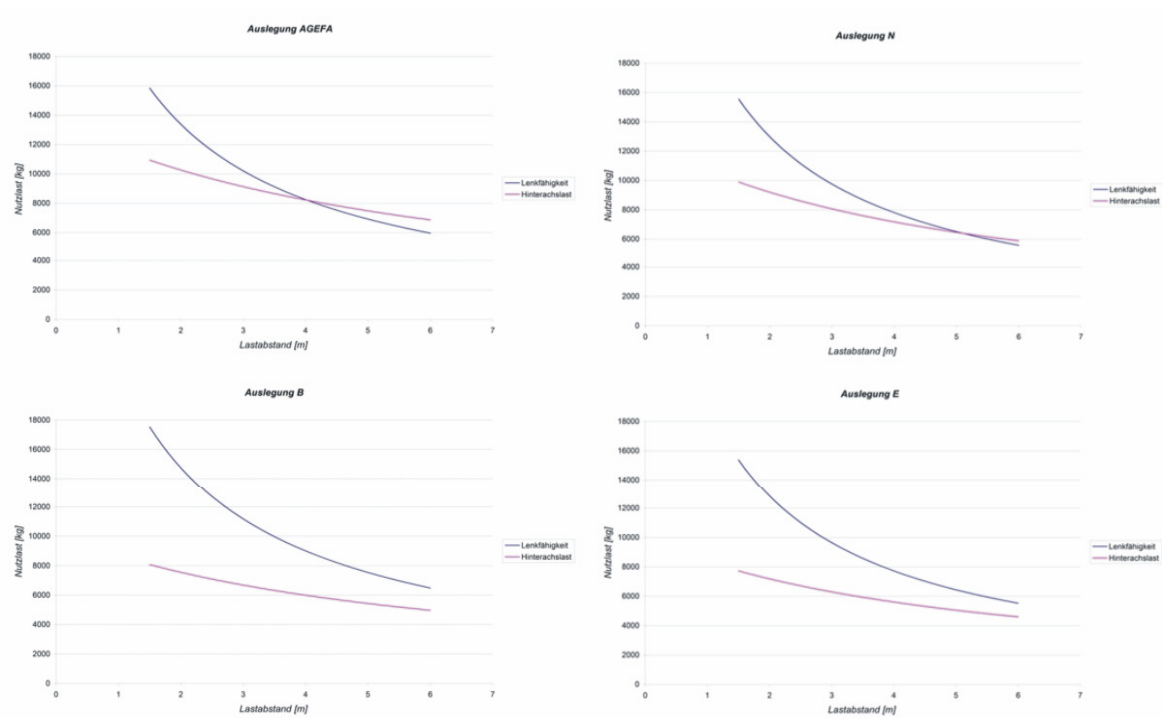 Auslegung AGEFA
18000
16000
14000
12000
10000
8000
6000
4000
2000
0
0 1 2 3 4 5 6 7
Nutzlast [kg]
Lastabstand [m]
Lenkfähigkeit
Hinterachslast
Auslegung N
18000
16000
14000
12000
10000
8000
6000
4000
2000
0
0 1 2 3 4 5 6 7
Nutzlast [kg]
Lastabstand [m]
Lenkfähigkeit
Hinterachslast
Auslegung B
18000
16000
14000
12000
10000
8000
6000
4000
2000
0
0 1 2 3 4 5 6 7
Nutzlast [kg]
Lastabstand [m]
Lenkfähigkeit
Hinterachslast
Auslegung E
18000
16000
14000
12000
10000
8000
6000
4000
2000
0
0 1 2 3 4 5 6 7
Nutzlast [kg]
Lastabstand [m]
Lenkfähigkeit
Hinterachslast